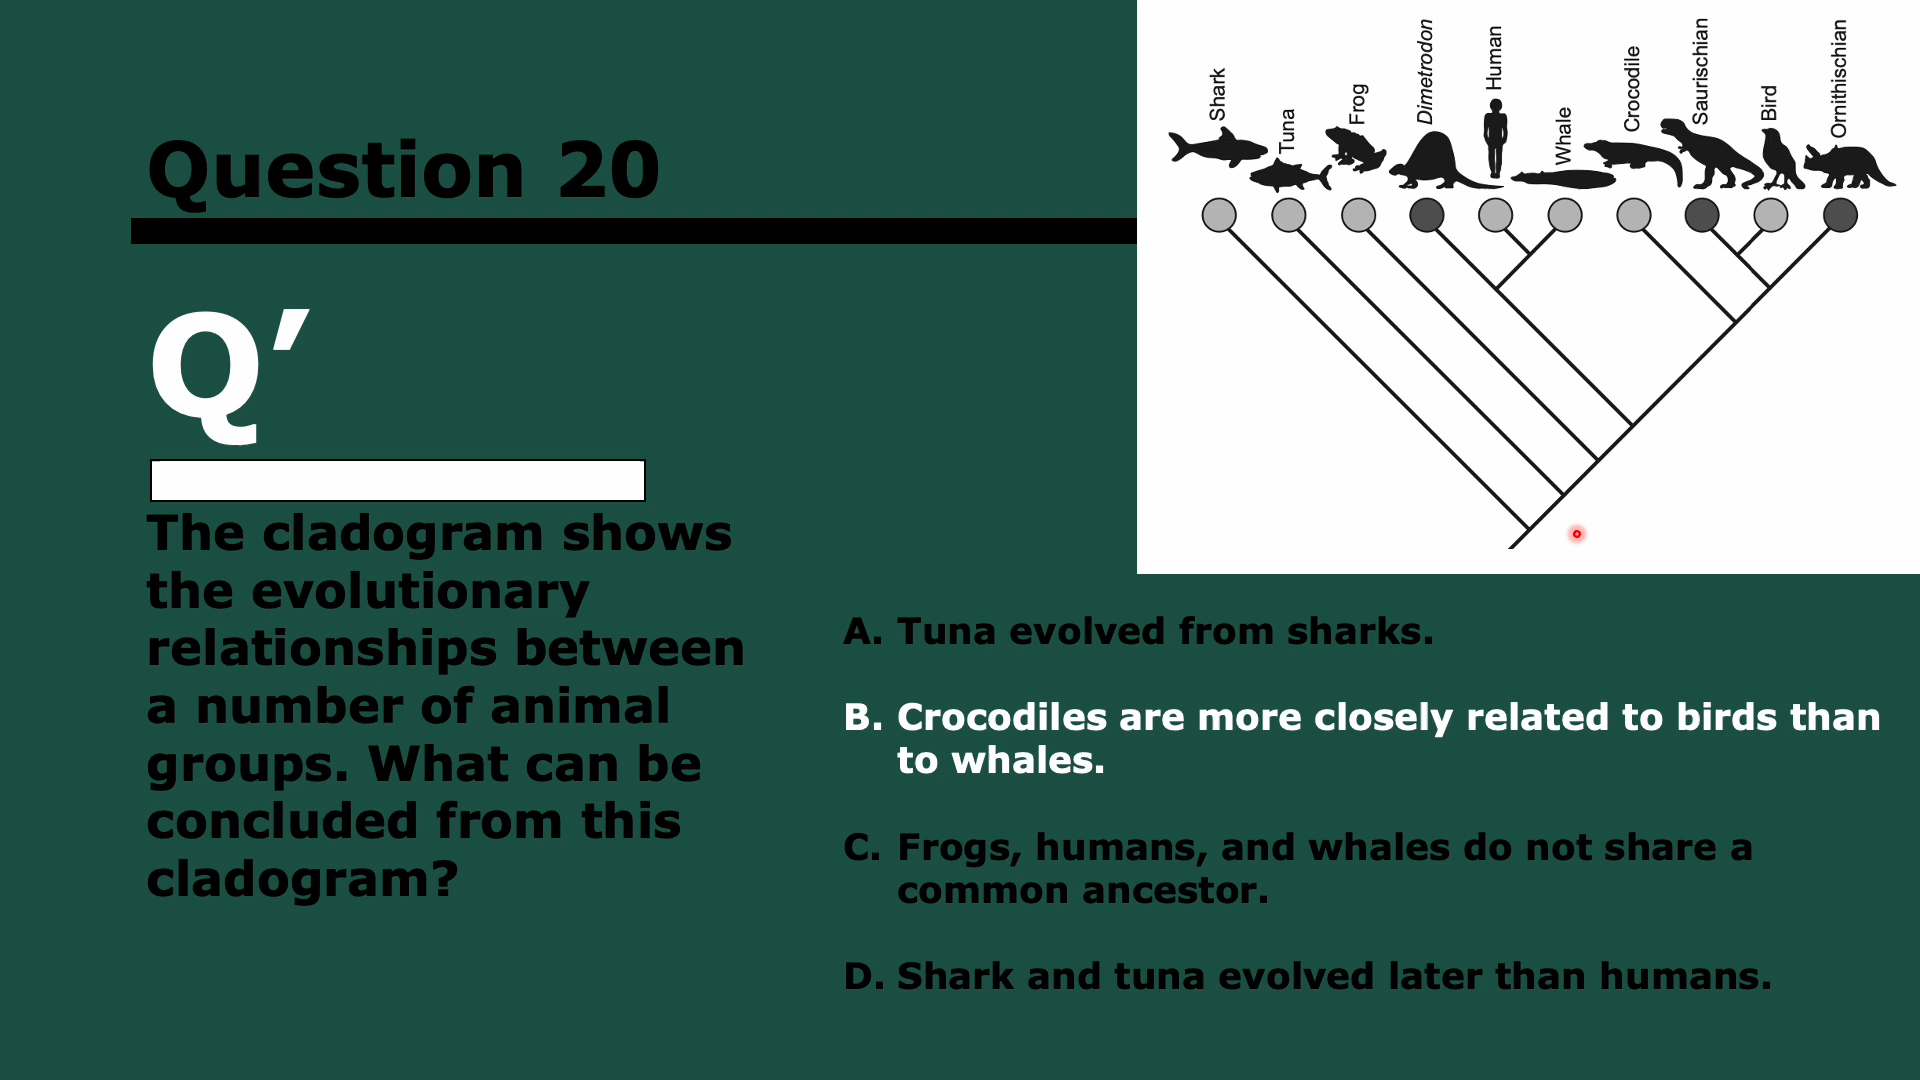 Question 20
Q’
The cladogram shows
the evolutionary
relationships between
a number of animal
groups. What can be
concluded from this
cladogram?
Shark
Tuna
Frog
Dimetrodon
Human
Whale
Crocodile
Saurischian
Bird
Ornithischian
A. Tuna evolved from sharks.
B. Crocodiles are more closely related to birds than
to whales.
C. Frogs, humans, and whales do not share a
common ancestor.
D. Shark and tuna evolved later than humans.